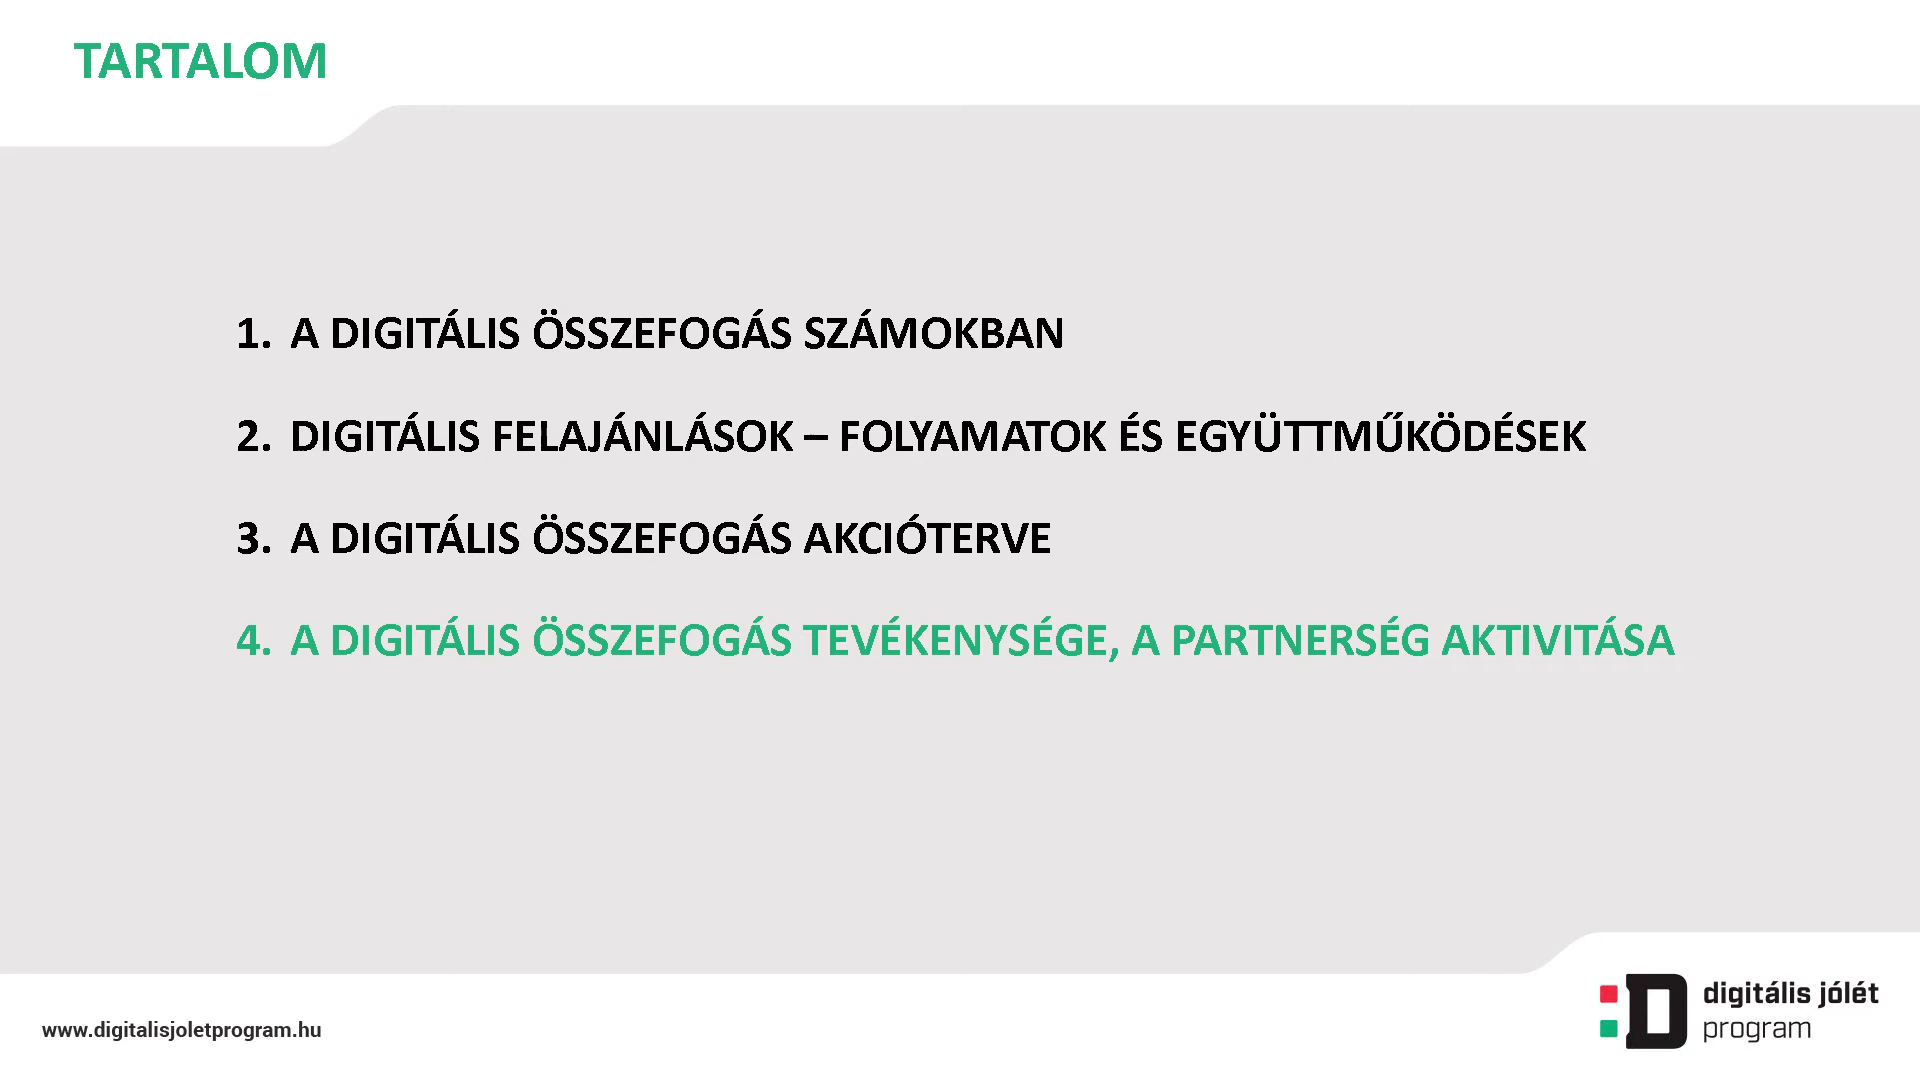 TARTALOM
1. A DIGITÁLIS ÖSSZEFOGÁS SZÁMOKBAN
2. DIGITÁLIS FELAJÁNLÁSOK – FOLYAMATOK ÉS EGYÜTTMŰKÖDÉSEK
3. A DIGITÁLIS ÖSSZEFOGÁS AKCIÓTERVE
4. A DIGITÁLIS ÖSSZEFOGÁS TEVÉKENYSÉGE, A PARTNERSÉG AKTIVITÁSA
www.digitalisjoletprogram.hu
D
digitális jólét
program